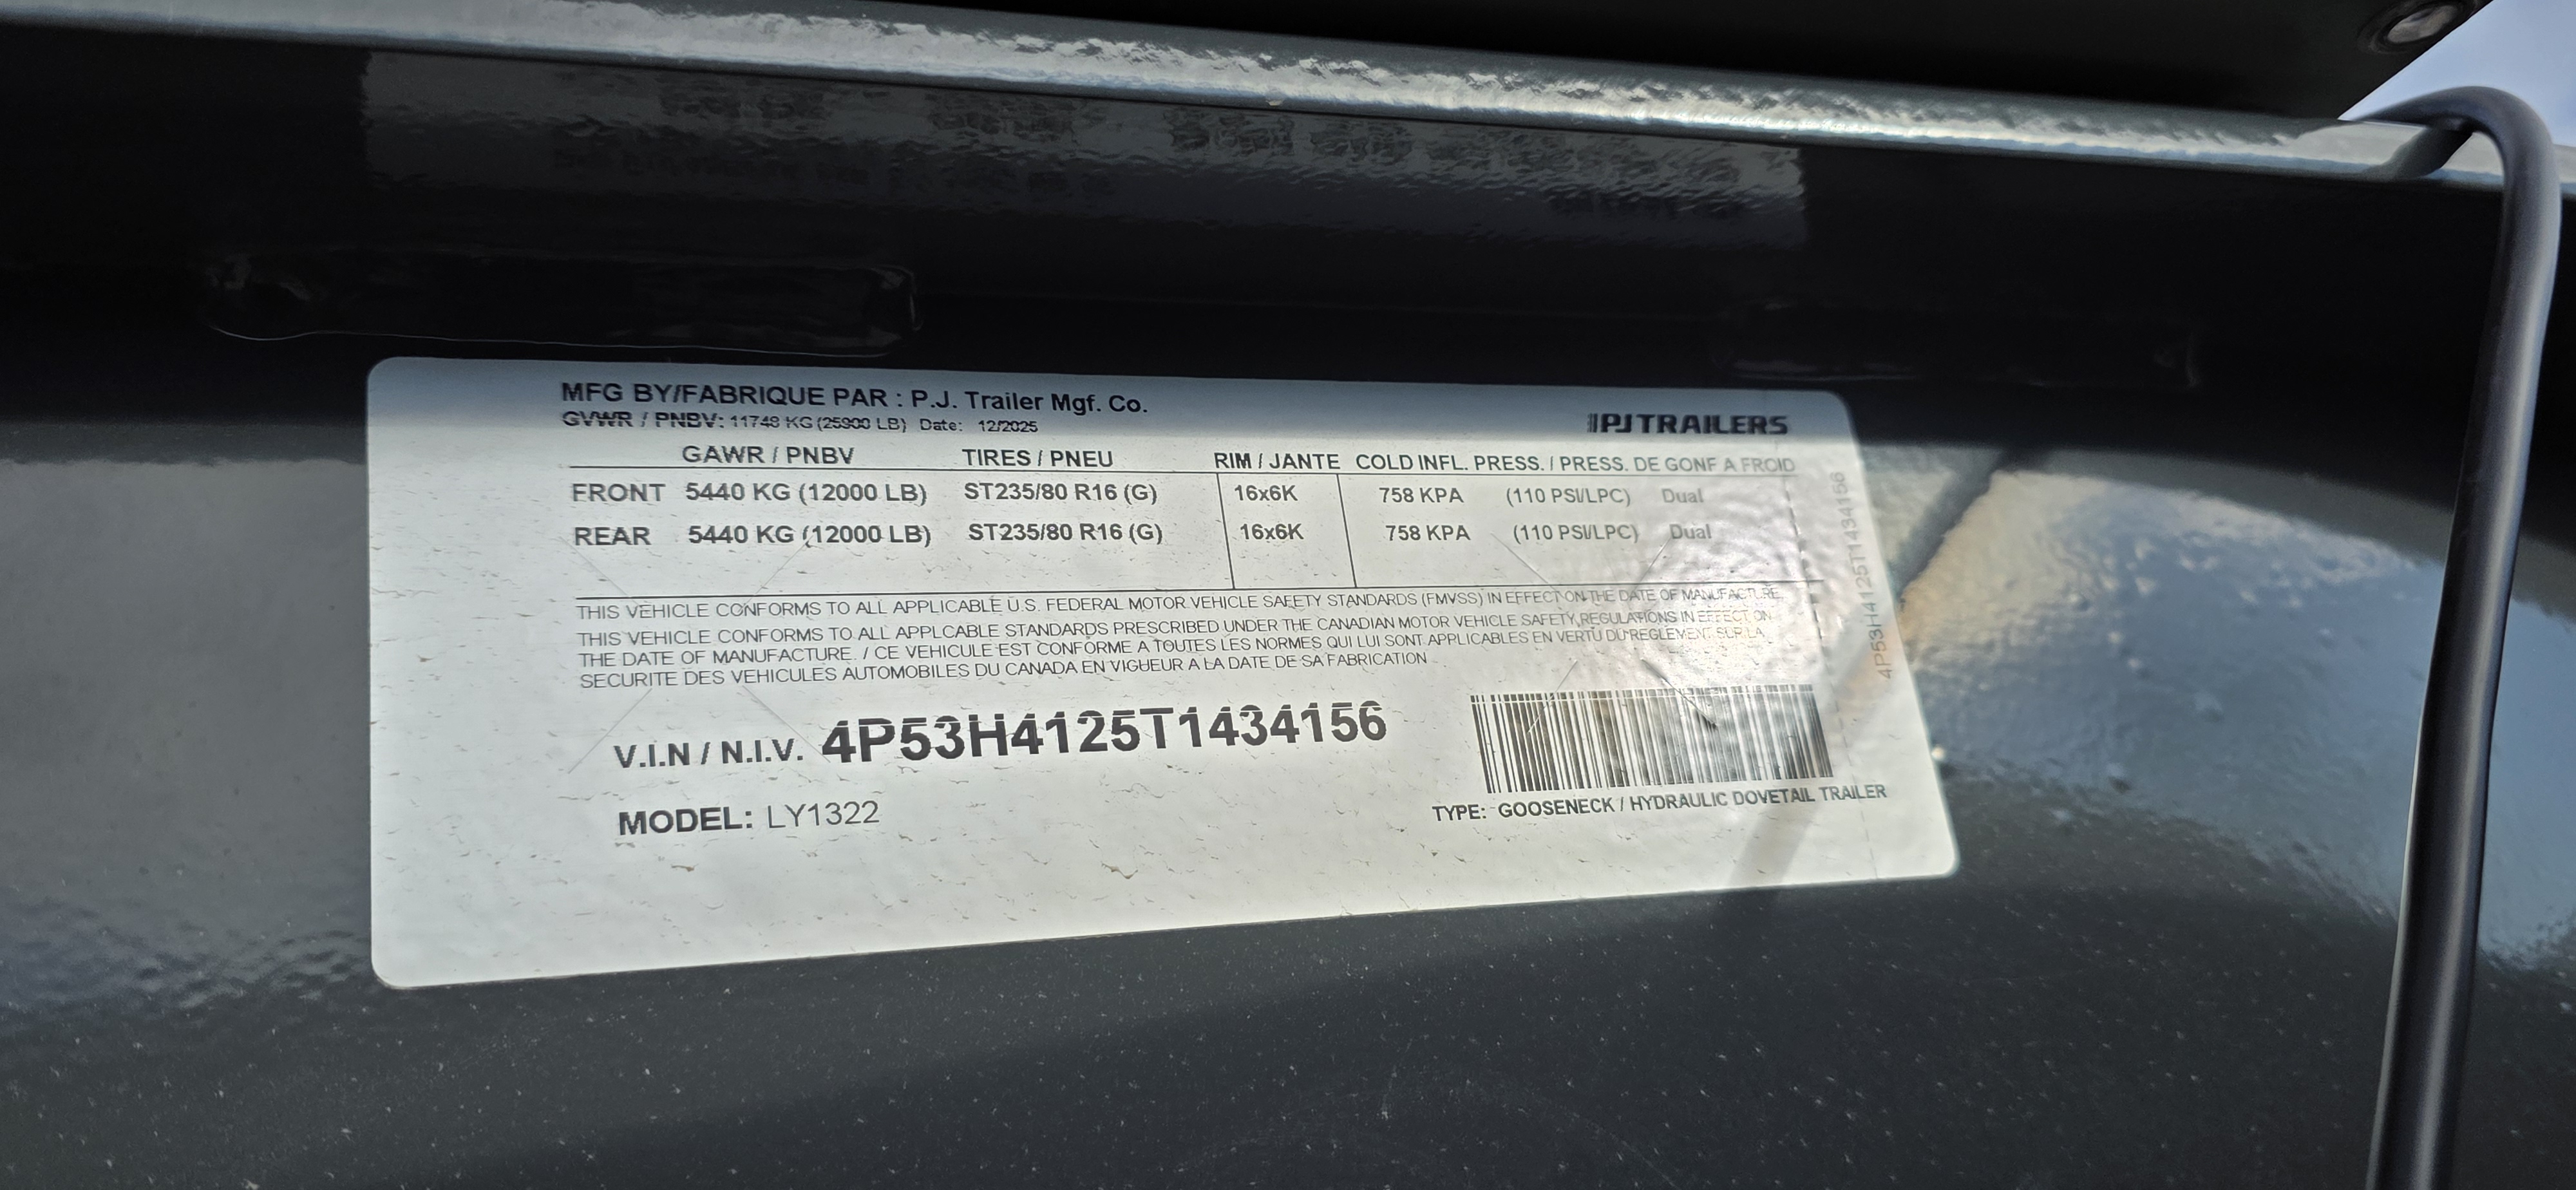 MFG BY/FABRIQUE PAR : P.J. Trailer Mgf. Co.
GVWR / PNBV: 11748 KG (25900 LB) Date: 12/2025
PJ TRAILERS
GAWR / PNBV TIRES / PNEU RIM / JANTE COLD INFL. PRESS. / PRESS. DE GONF A FROID
FRONT 5440 KG (12000 LB) ST235/80 R16 (G) 16x6K 758 KPA (110 PSI/LPC) Dual
REAR 5440 KG (12000 LB) ST235/80 R16 (G) 16x6K 758 KPA (110 PSI/LPC) Dual
THIS VEHICLE CONFORMS TO ALL APPLICABLE U.S. FEDERAL MOTOR VEHICLE SAFETY STANDARDS (FMVSS) IN EFFECT ON THE DATE OF MANUFACTURE.
THIS VEHICLE CONFORMS TO ALL APPLCABLE STANDARDS PRESCRIBED UNDER THE CANADIAN MOTOR VEHICLE SAFETY REGULATIONS IN EFFECT ON
THE DATE OF MANUFACTURE. / CE VEHICULE EST CONFORME A TOUTES LES NORMES QUI LUI SONT APPLICABLES EN VERTU DU REGLEMENT SUR LA
SECURITE DES VEHICULES AUTOMOBILES DU CANADA EN VIGUEUR A LA DATE DE SA FABRICATION
V.I.N / N.I.V. 4P53H4125T1434156
MODEL: LY1322
TYPE: GOOSENECK / HYDRAULIC DOVETAIL TRAILER
4P53H4125T1434156